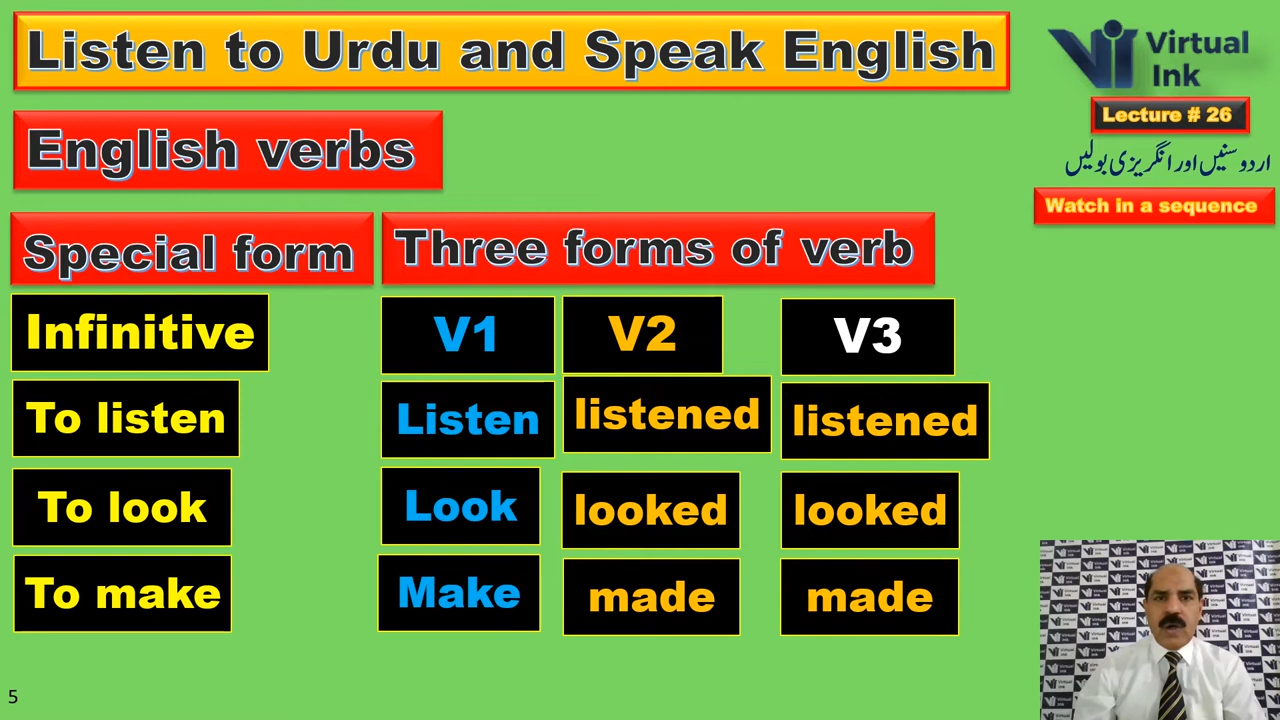 Listen to Urdu and Speak English
Virtual
Ink
Lecture # 26
اردو سنیں اور انگریزی بولیں
Watch in a sequence
English verbs
Special form
Three forms of verb
Infinitive
V1
V2
V3
To listen
Listen
listened
listened
To look
Look
looked
looked
To make
Make
made
made
5
Virtual
Ink